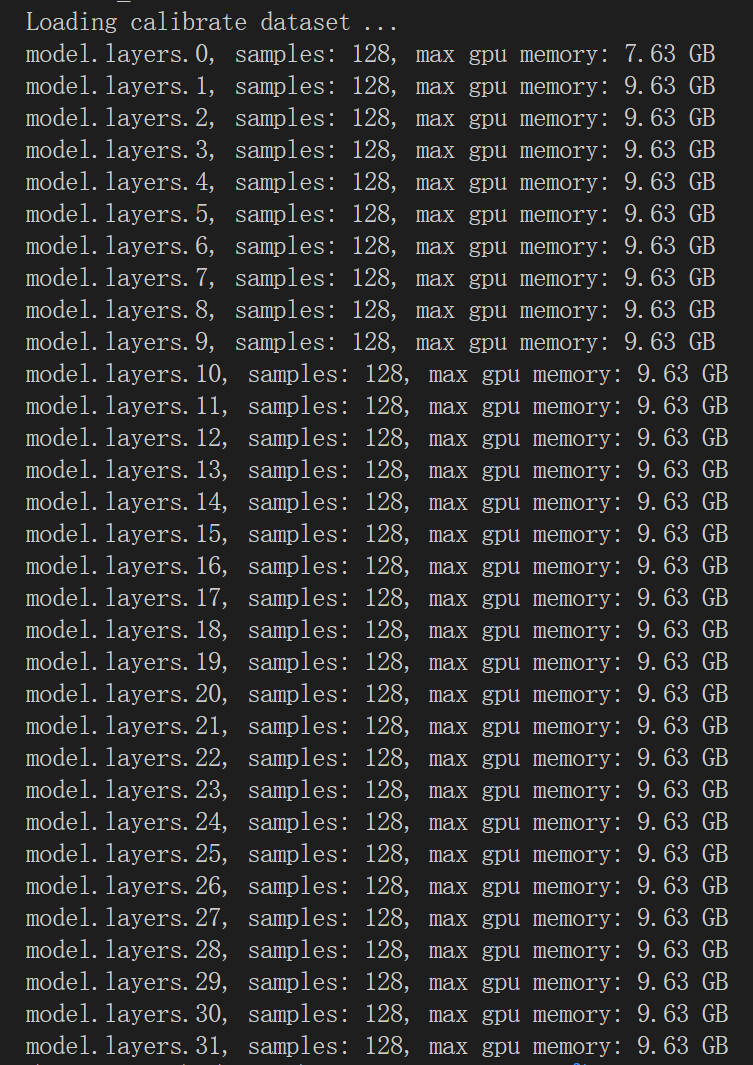 Loading calibrate dataset ...
model.layers.0, samples: 128, max gpu memory: 7.63 GB
model.layers.1, samples: 128, max gpu memory: 9.63 GB
model.layers.2, samples: 128, max gpu memory: 9.63 GB
model.layers.3, samples: 128, max gpu memory: 9.63 GB
model.layers.4, samples: 128, max gpu memory: 9.63 GB
model.layers.5, samples: 128, max gpu memory: 9.63 GB
model.layers.6, samples: 128, max gpu memory: 9.63 GB
model.layers.7, samples: 128, max gpu memory: 9.63 GB
model.layers.8, samples: 128, max gpu memory: 9.63 GB
model.layers.9, samples: 128, max gpu memory: 9.63 GB
model.layers.10, samples: 128, max gpu memory: 9.63 GB
model.layers.11, samples: 128, max gpu memory: 9.63 GB
model.layers.12, samples: 128, max gpu memory: 9.63 GB
model.layers.13, samples: 128, max gpu memory: 9.63 GB
model.layers.14, samples: 128, max gpu memory: 9.63 GB
model.layers.15, samples: 128, max gpu memory: 9.63 GB
model.layers.16, samples: 128, max gpu memory: 9.63 GB
model.layers.17, samples: 128, max gpu memory: 9.63 GB
model.layers.18, samples: 128, max gpu memory: 9.63 GB
model.layers.19, samples: 128, max gpu memory: 9.63 GB
model.layers.20, samples: 128, max gpu memory: 9.63 GB
model.layers.21, samples: 128, max gpu memory: 9.63 GB
model.layers.22, samples: 128, max gpu memory: 9.63 GB
model.layers.23, samples: 128, max gpu memory: 9.63 GB
model.layers.24, samples: 128, max gpu memory: 9.63 GB
model.layers.25, samples: 128, max gpu memory: 9.63 GB
model.layers.26, samples: 128, max gpu memory: 9.63 GB
model.layers.27, samples: 128, max gpu memory: 9.63 GB
model.layers.28, samples: 128, max gpu memory: 9.63 GB
model.layers.29, samples: 128, max gpu memory: 9.63 GB
model.layers.30, samples: 128, max gpu memory: 9.63 GB
model.layers.31, samples: 128, max gpu memory: 9.63 GB